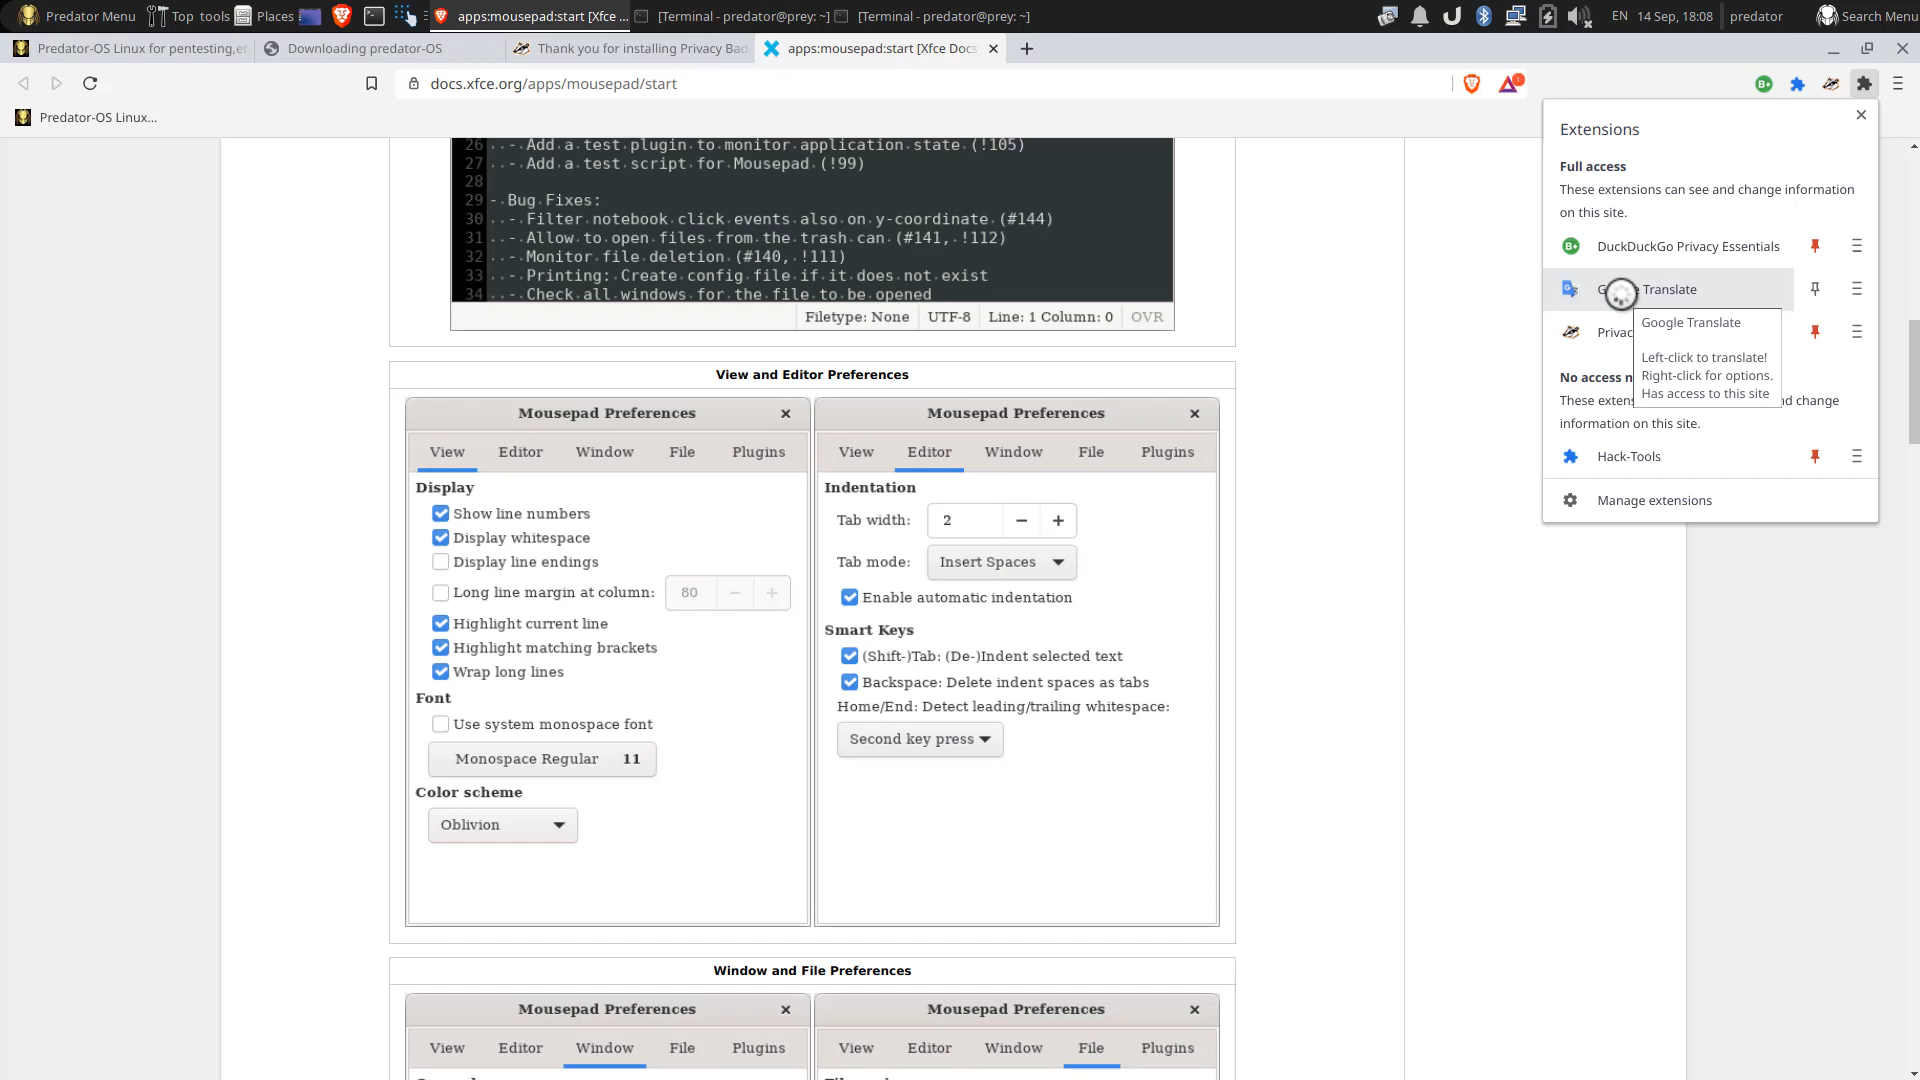 Predator Menu Top tools Places apps:mousepad:start [Xfce ... [Terminal - predator@prey: ~] [Terminal - predator@prey: ~] EN 14 Sep, 18:08 predator Search Menu
Predator-OS Linux for pentesting,et Downloading predator-OS Thank you for installing Privacy Bad apps:mousepad:start [Xfce Docs
docs.xfce.org/apps/mousepad/start
Predator-OS Linux...
26 ..-.Add.a.test.plugin.to.monitor.application.state.(!105)
27 ..-.Add.a.test.script.for.Mousepad.(!99)
28
29 -.Bug.Fixes:
30 ..-.Filter.notebook.click.events.also.on.y-coordinate.(#144)
31 ..-.Allow.to.open.files.from.the.trash.can.(#141,.!112)
32 ..-.Monitor.file.deletion.(#140,.!111)
33 ..-.Printing:.Create.config.file.if.it.does.not.exist
34 ..-.Check.all.windows.for.the.file.to.be.opened
Filetype: None UTF-8 Line: 1 Column: 0 OVR
View and Editor Preferences
Mousepad Preferences
View Editor Window File Plugins
Display
Show line numbers
Display whitespace
Display line endings
Long line margin at column: 80
Highlight current line
Highlight matching brackets
Wrap long lines
Font
Use system monospace font
Monospace Regular 11
Color scheme
Oblivion
Mousepad Preferences
View Editor Window File Plugins
Indentation
Tab width: 2
Tab mode: Insert Spaces
Enable automatic indentation
Smart Keys
(Shift-)Tab: (De-)Indent selected text
Backspace: Delete indent spaces as tabs
Home/End: Detect leading/trailing whitespace:
Second key press
Window and File Preferences
Mousepad Preferences
View Editor Window File Plugins
Mousepad Preferences
View Editor Window File Plugins
Extensions
Full access
These extensions can see and change information
on this site.
DuckDuckGo Privacy Essentials
Translate
Privac
Google Translate
Left-click to translate!
Right-click for options.
Has access to this site
No access n
These exten d change
information on this site.
Hack-Tools
Manage extensions